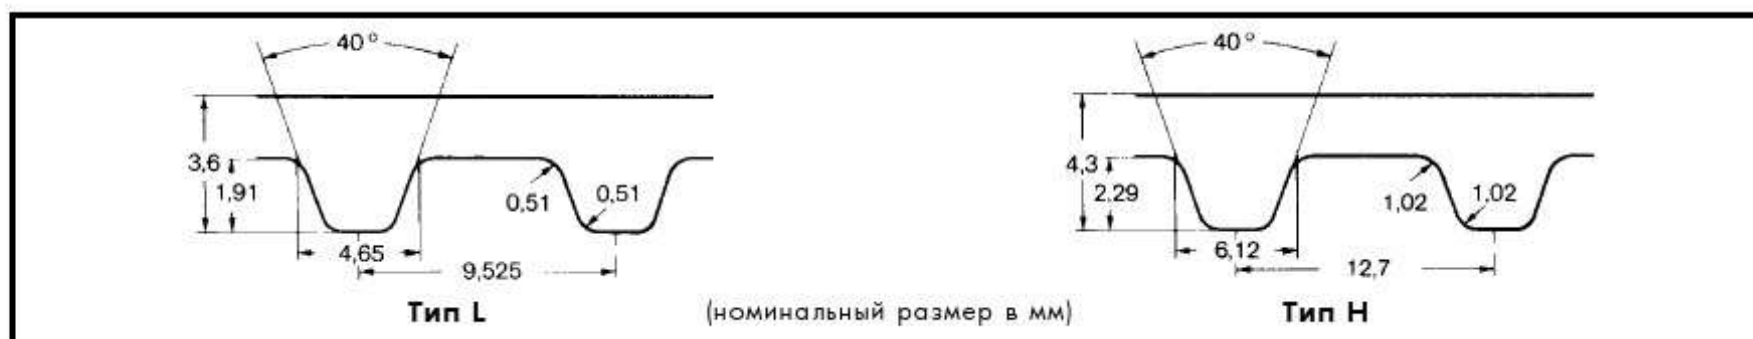 40° 40°
3,6 1,91 0,51 0,51 4,3 2,29 1,02 1,02
4,65 6,12
9,525 12,7
Тип L (номинальный размер в мм) Тип H